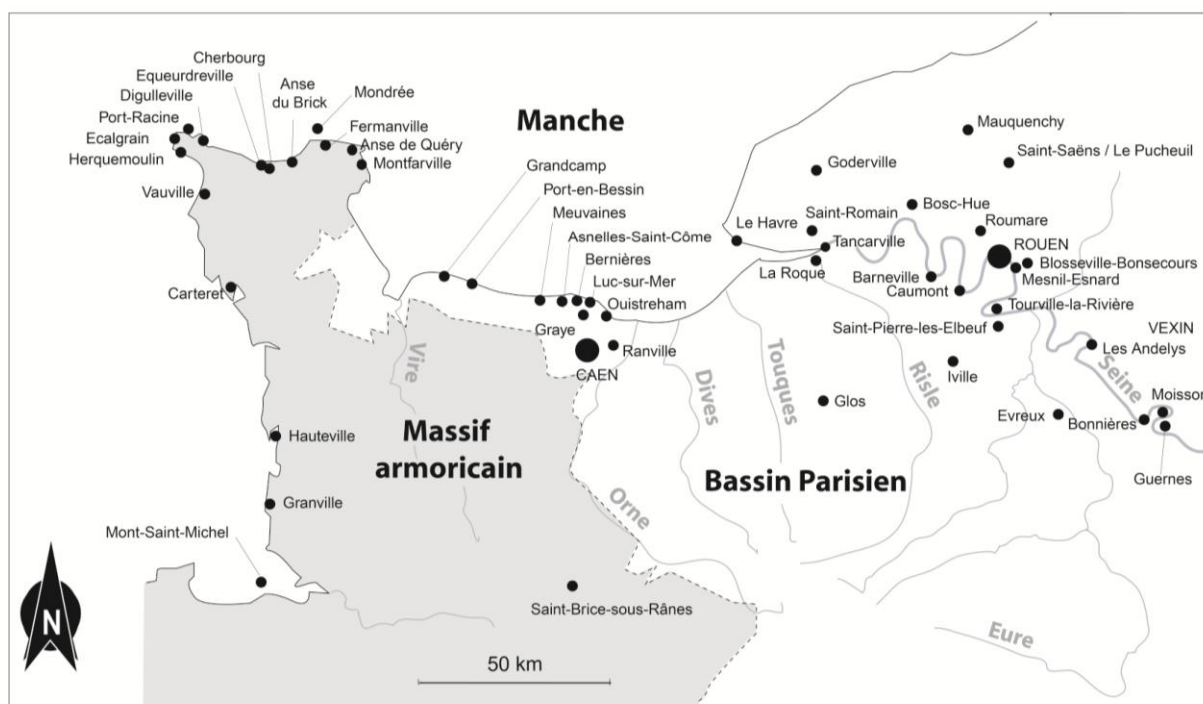 Cherbourg
Equeurdreville
Digulleville
Port-Racine
Ecalgrain
Herquemoulin
Vauville
Anse
du Brick
Mondrée
Fermanville
Anse de Quéry
Montfarville
Manche
Grandcamp
Port-en-Bessin
Meuvaines
Asnelles-Saint-Côme
Bernières
Luc-sur-Mer
Ouistreham
Graye
Ranville
CAEN
Carteret
Hauteville
Granville
Mont-Saint-Michel
Massif
armoricain
Vire
Orne
Dives
Touques
Risle
Seine
Eure
Saint-Brice-sous-Rânes
Bassin Parisien
Mauquenchy
Goderville
Saint-Saëns / Le Pucheuil
Bosc-Hue
Le Havre
Saint-Romain
Roumare
Tancarville
ROUEN
La Roque
Blosseville-Bonsecours
Barneville
Mesnil-Esnard
Caumont
Tourville-la-Rivière
Saint-Pierre-les-Elbeuf
VEXIN
Les Andelys
Iville
Glos
Evreux
Bonnières
Moisson
Guernes
50 km
N